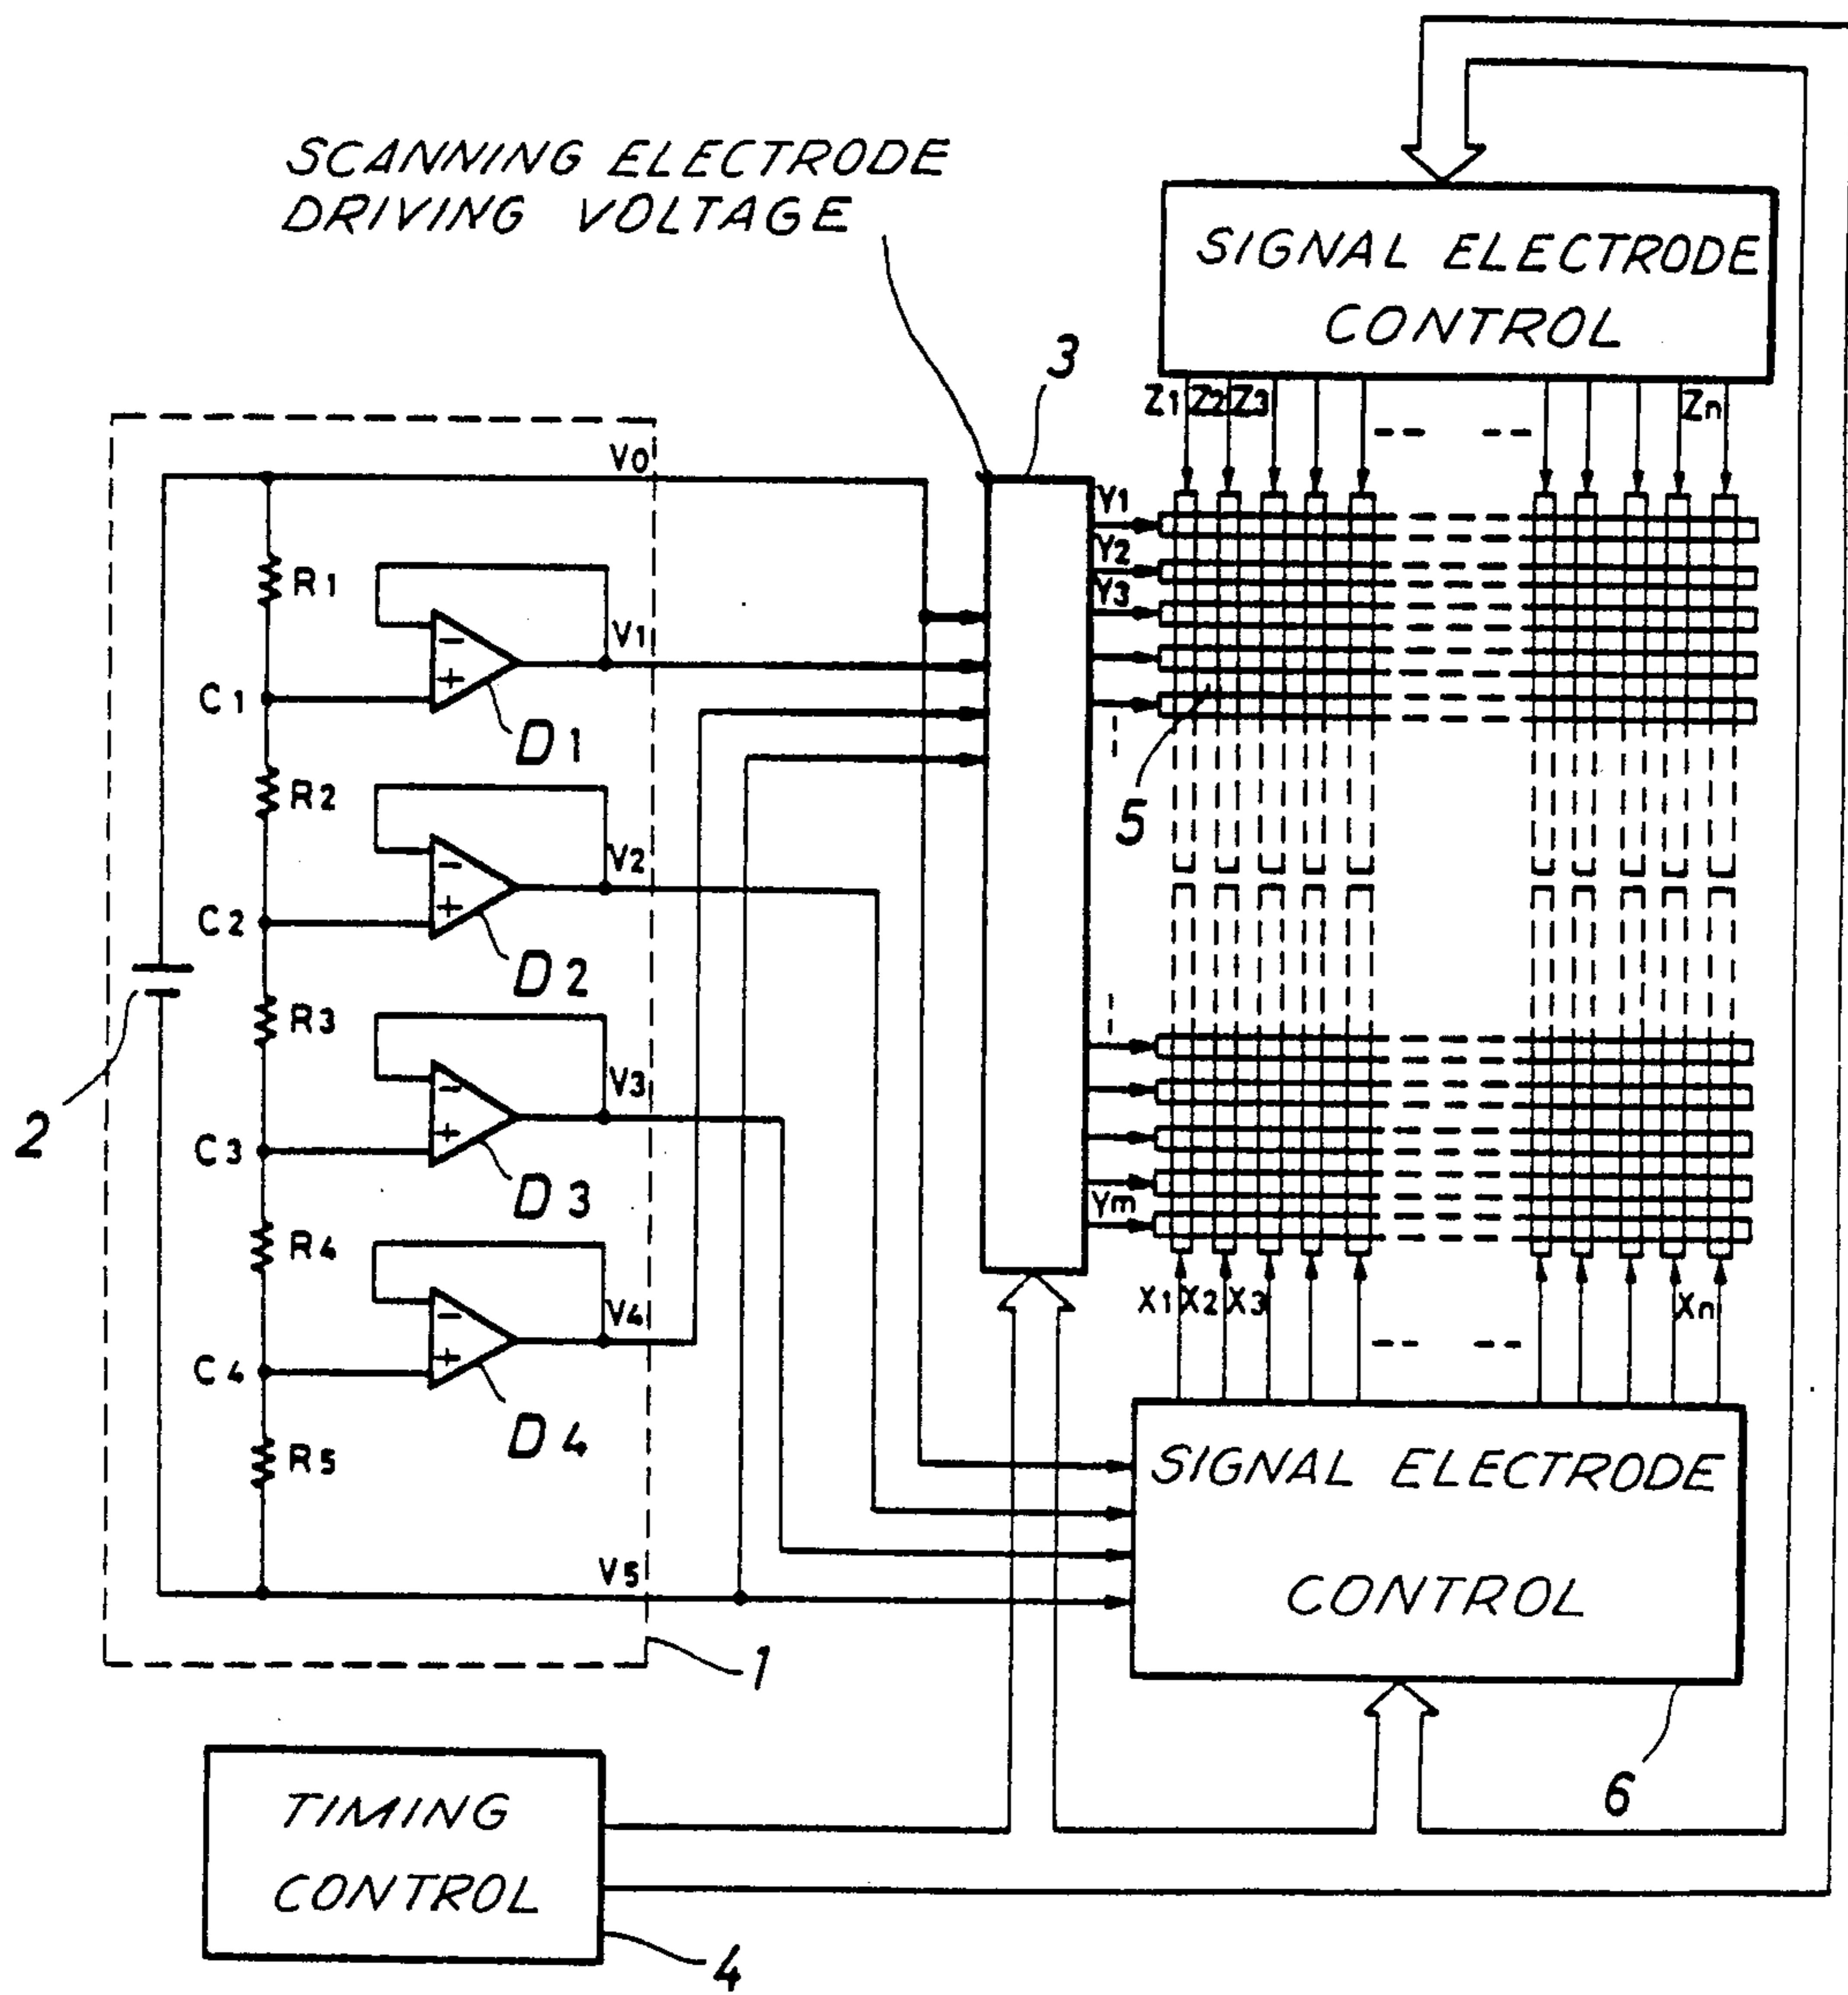 SCANNING ELECTRODE
DRIVING VOLTAGE
SIGNAL ELECTRODE
CONTROL
3
Z1 Z2 Z3 Zn
V0
Y1
Y2
Y3
R1
V1
C1
D1
5
R2
V2
C2
D2
R3
V3
2
C3
D3
Ym
R4
V4
X1 X2 X3 Xn
C4
D4
R5
SIGNAL ELECTRODE
CONTROL
V5
1
6
TIMING
CONTROL
4